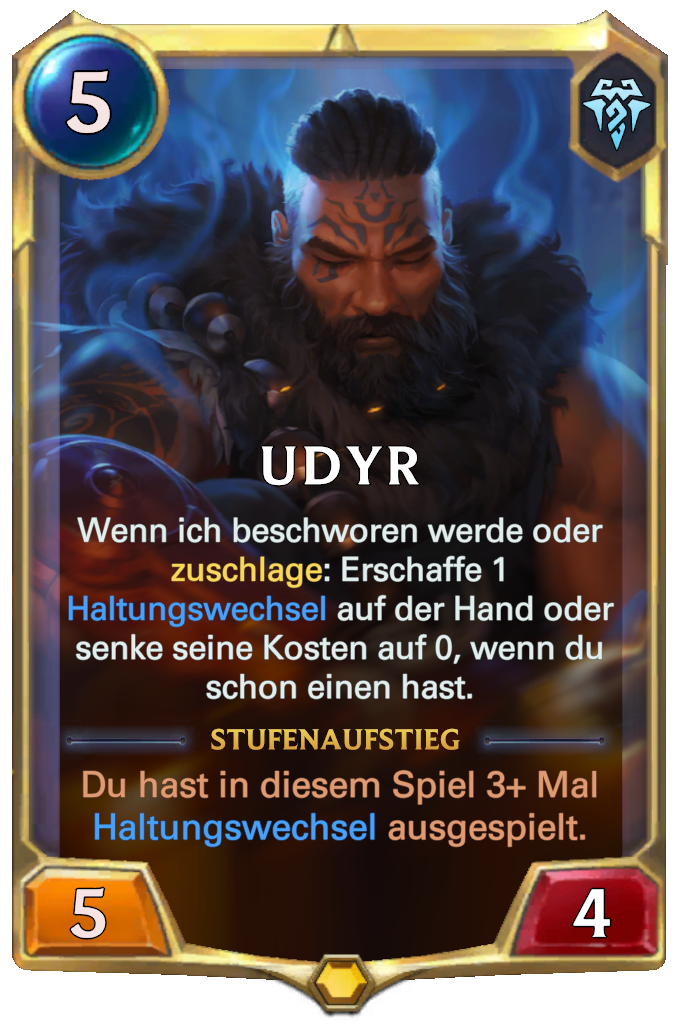 5
UDYR
Wenn ich beschworen werde oder
zuschlage: Erschaffe 1
Haltungswechsel auf der Hand oder
senke seine Kosten auf 0, wenn du
schon einen hast.
STUFENAUFSTIEG
Du hast in diesem Spiel 3+ Mal
Haltungswechsel ausgespielt.
5
4